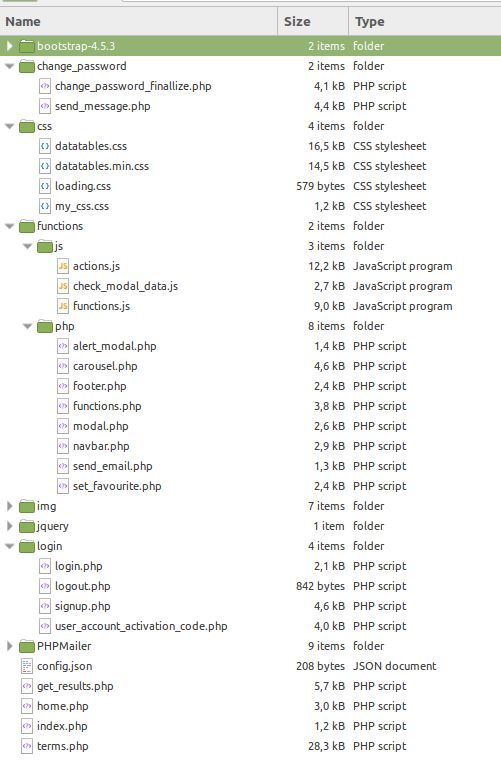 Name Size Type
bootstrap-4.5.3 2 items folder
change_password 2 items folder
change_password_finallize.php 4,1 kB PHP script
send_message.php 4,4 kB PHP script
css 4 items folder
datatables.css 16,5 kB CSS stylesheet
datatables.min.css 14,5 kB CSS stylesheet
loading.css 579 bytes CSS stylesheet
my_css.css 1,2 kB CSS stylesheet
functions 2 items folder
js 3 items folder
JS actions.js 12,2 kB JavaScript program
JS check_modal_data.js 2,7 kB JavaScript program
JS functions.js 9,0 kB JavaScript program
php 8 items folder
alert_modal.php 1,4 kB PHP script
carousel.php 4,6 kB PHP script
footer.php 2,4 kB PHP script
functions.php 3,8 kB PHP script
modal.php 2,6 kB PHP script
navbar.php 2,9 kB PHP script
send_email.php 1,3 kB PHP script
set_favourite.php 2,4 kB PHP script
img 7 items folder
jquery 1 item folder
login 4 items folder
login.php 2,1 kB PHP script
logout.php 842 bytes PHP script
signup.php 4,6 kB PHP script
user_account_activation_code.php 4,0 kB PHP script
PHPMailer 9 items folder
config.json 208 bytes JSON document
get_results.php 5,7 kB PHP script
home.php 3,0 kB PHP script
index.php 1,2 kB PHP script
terms.php 28,3 kB PHP script